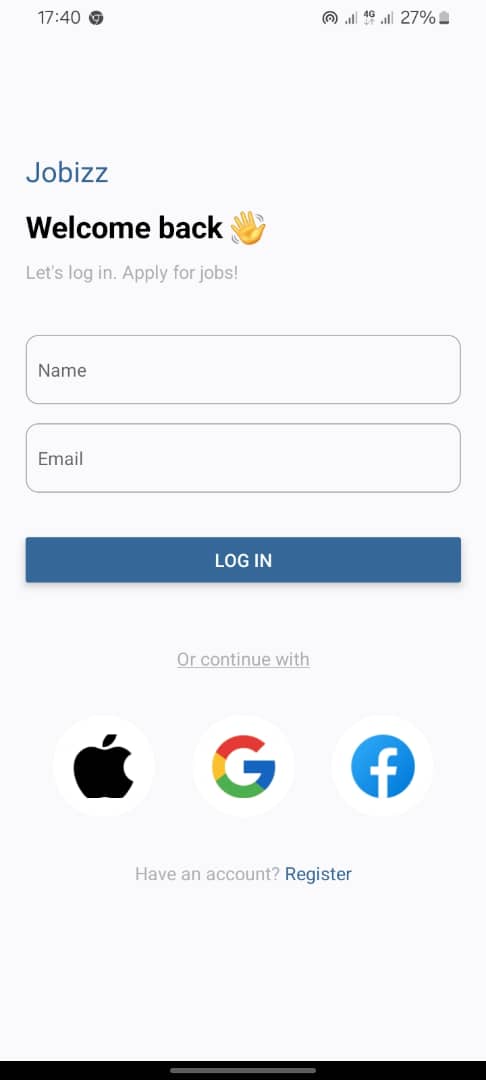 17:40 4G 27%
Jobizz
Welcome back 👋
Let's log in. Apply for jobs!
Name
Email
LOG IN
Or continue with
Have an account? Register